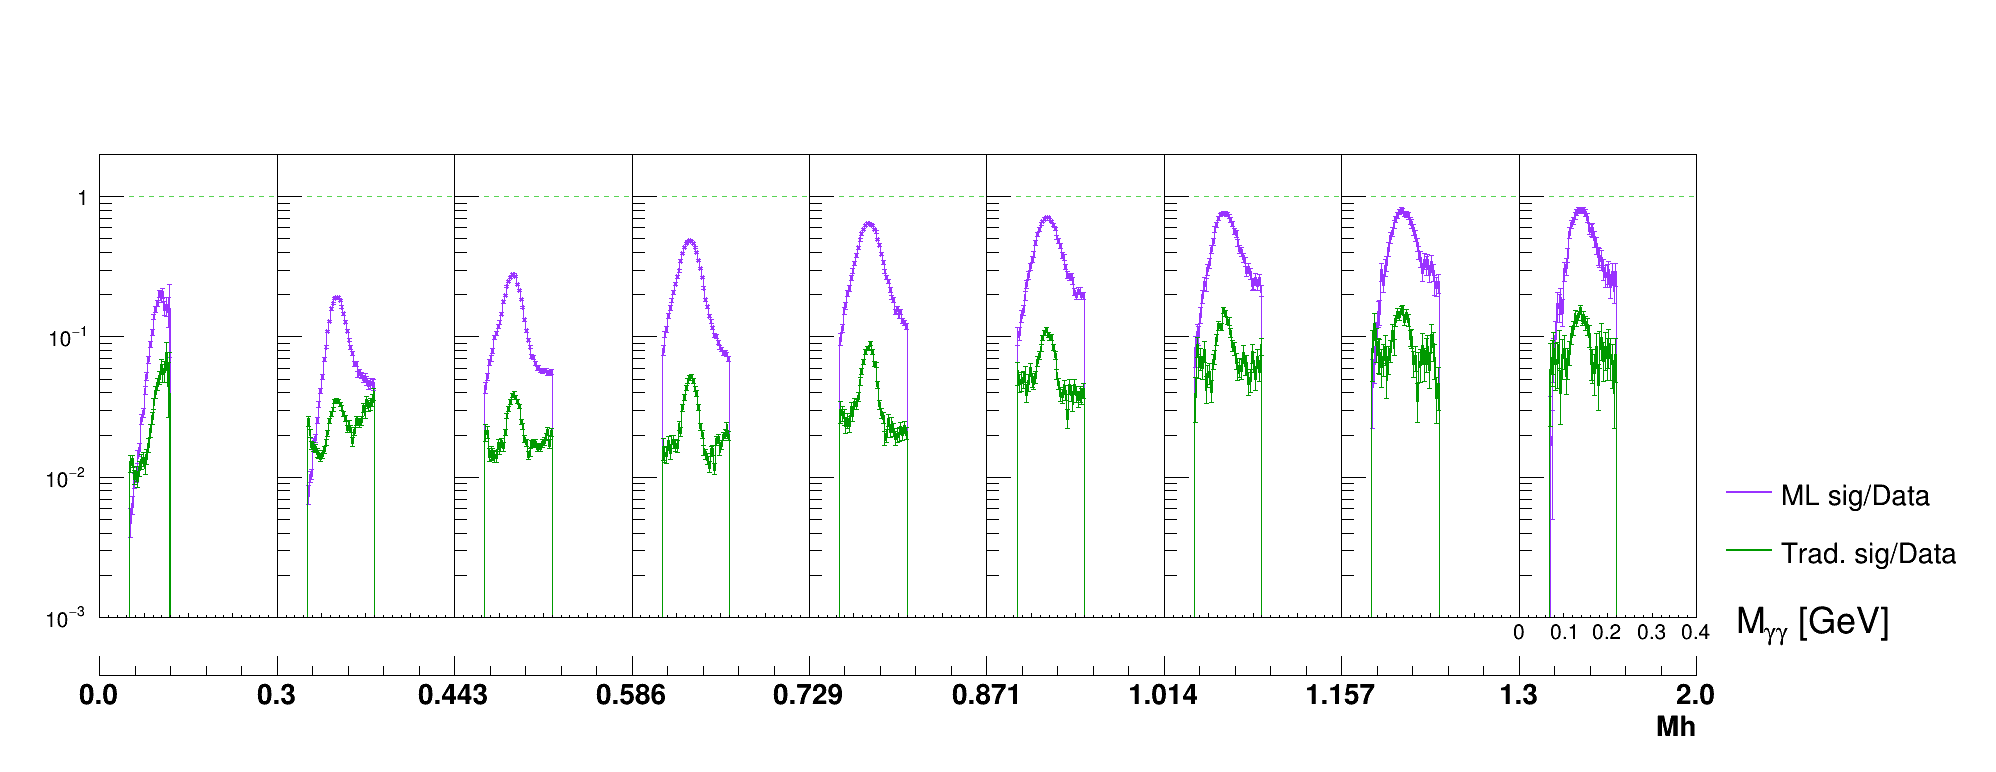 1
10⁻¹
10⁻²
10⁻³
ML sig/Data
Trad. sig/Data
0 0.1 0.2 0.3 0.4
Mγγ [GeV]
0.0 0.3 0.443 0.586 0.729 0.871 1.014 1.157 1.3 2.0
Mh